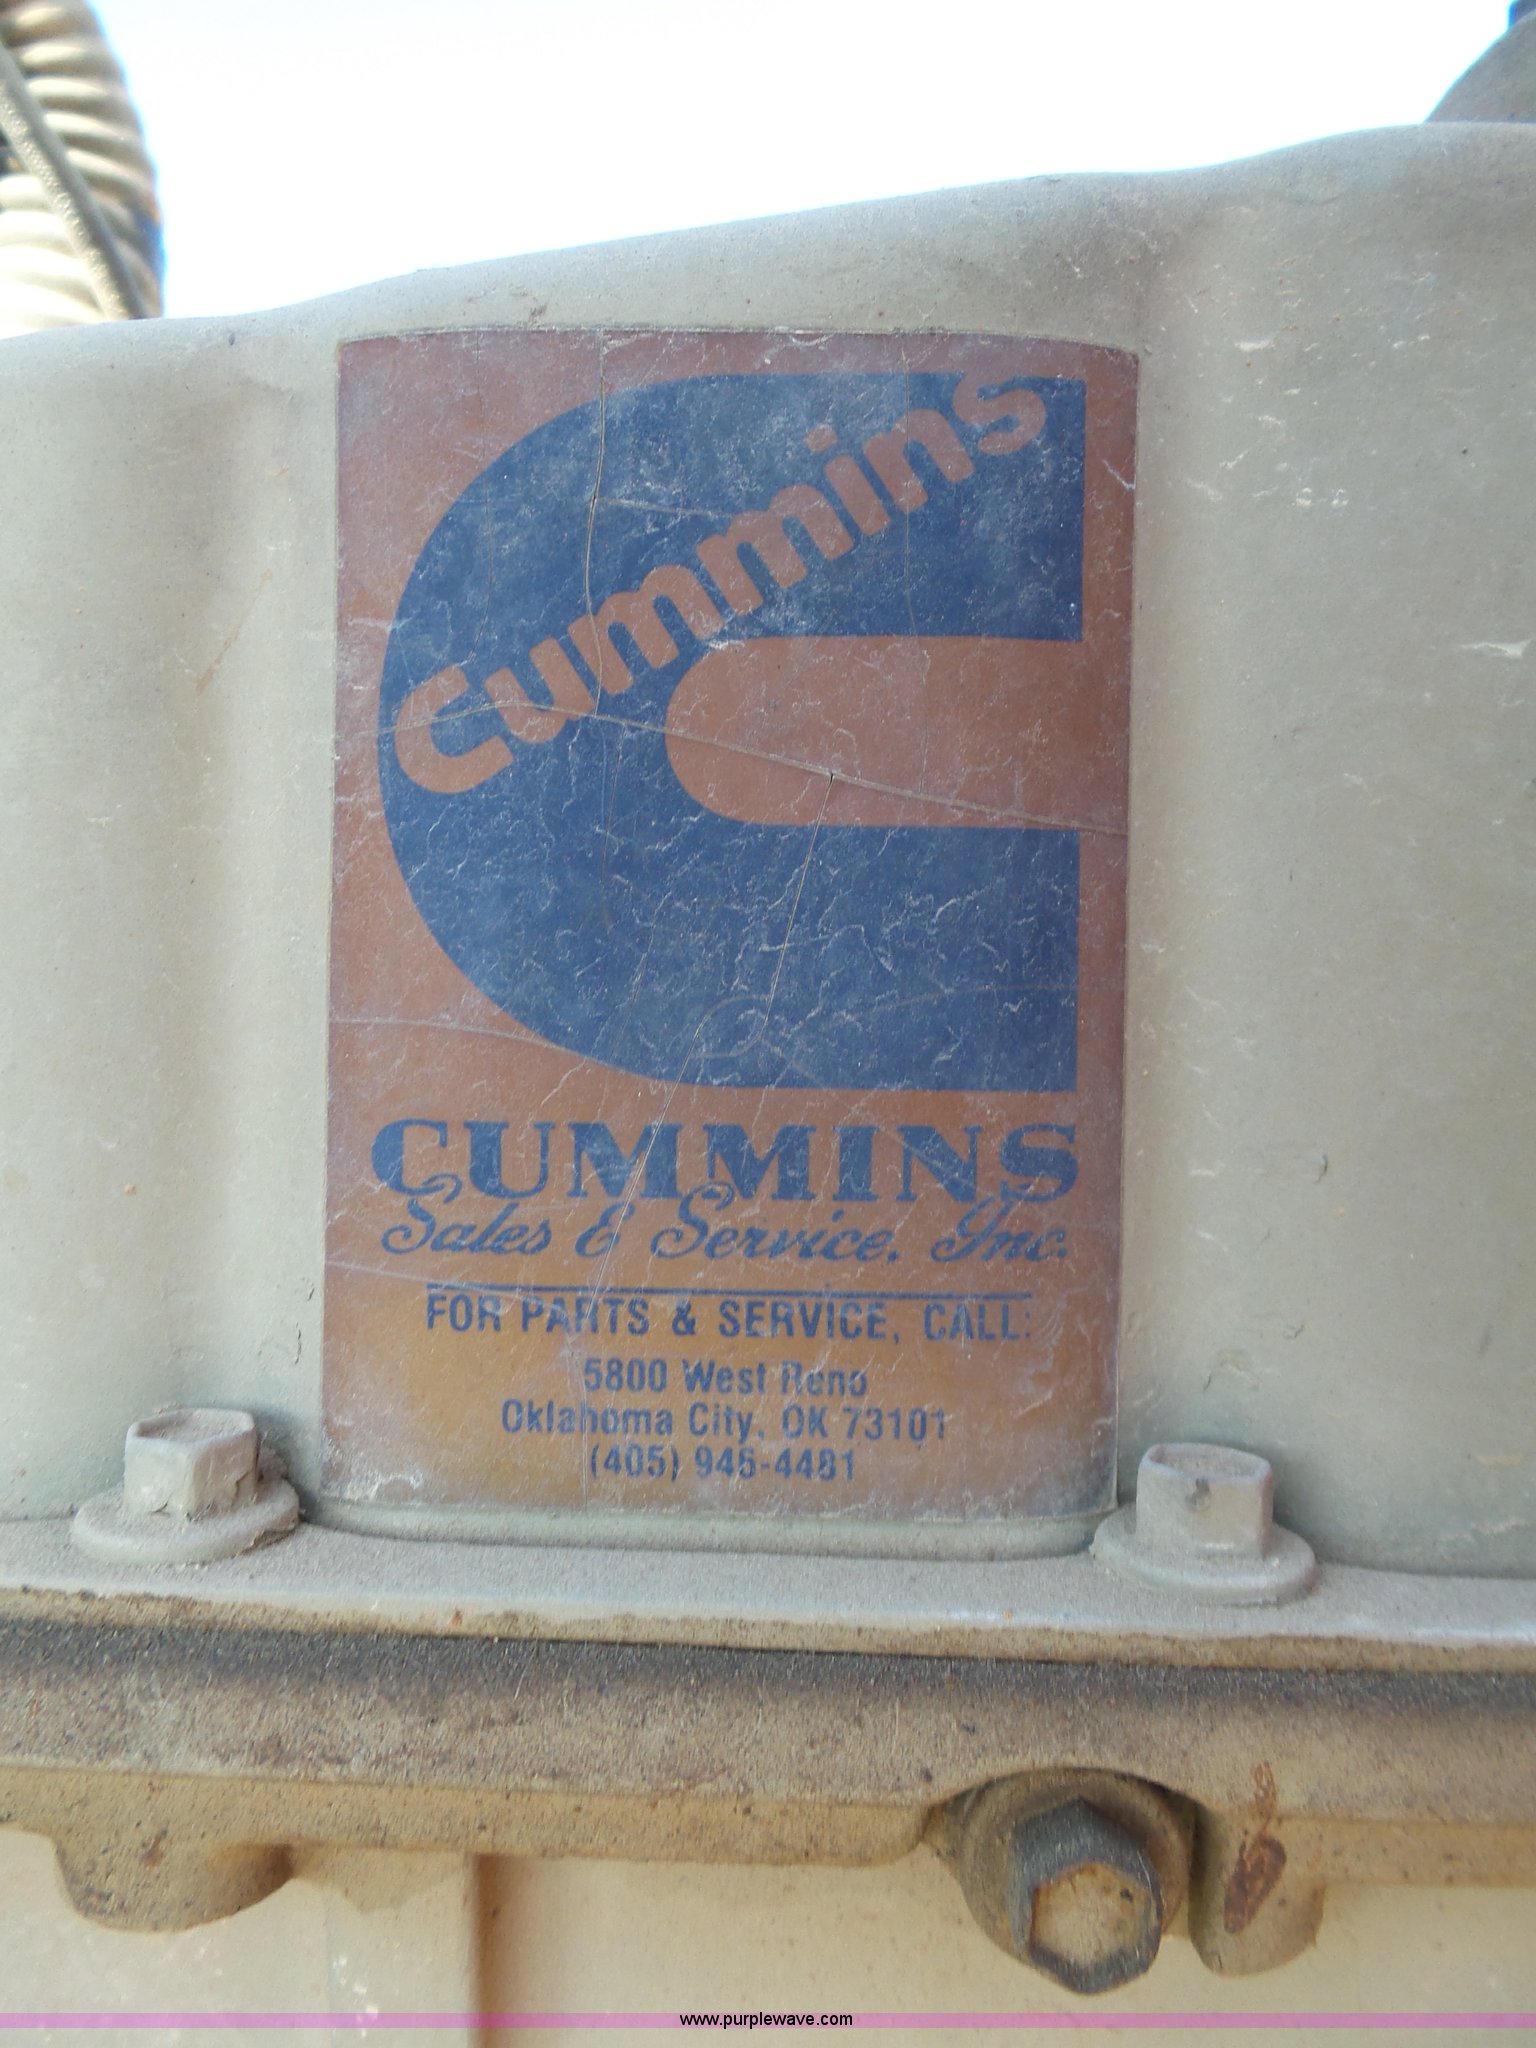 Cummins
CUMMINS
Sales & Service, Inc.
FOR PARTS & SERVICE, CALL:
5800 West Reno
Oklahoma City, OK 73101
(405) 946-4481
www.purplewave.com